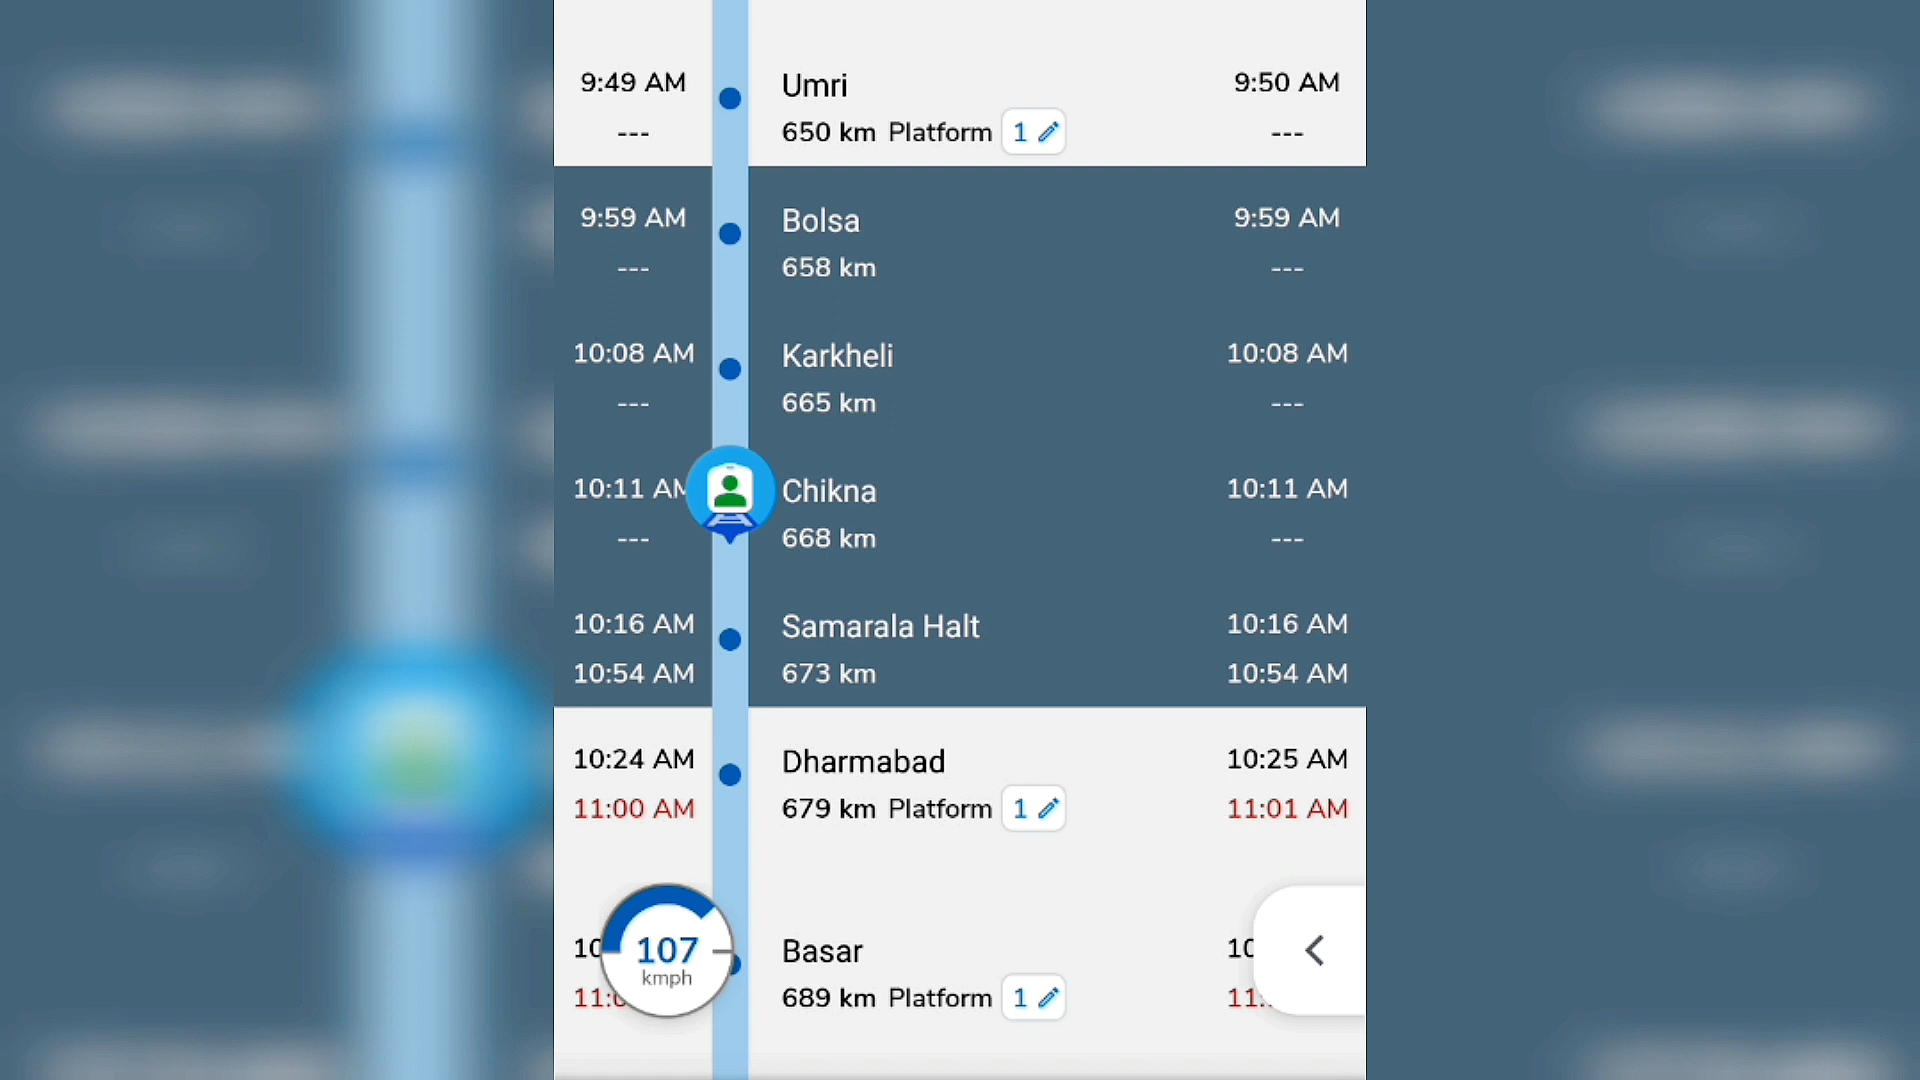 9:49 AM Umri 9:50 AM
--- 650 km Platform 1 ---
9:59 AM Bolsa 9:59 AM
--- 658 km ---
10:08 AM Karkheli 10:08 AM
--- 665 km ---
10:11 AM Chikna 10:11 AM
--- 668 km ---
10:16 AM Samarala Halt 10:16 AM
10:54 AM 673 km 10:54 AM
10:24 AM Dharmabad 10:25 AM
11:00 AM 679 km Platform 1 11:01 AM
107 Basar
kmph
689 km Platform 1